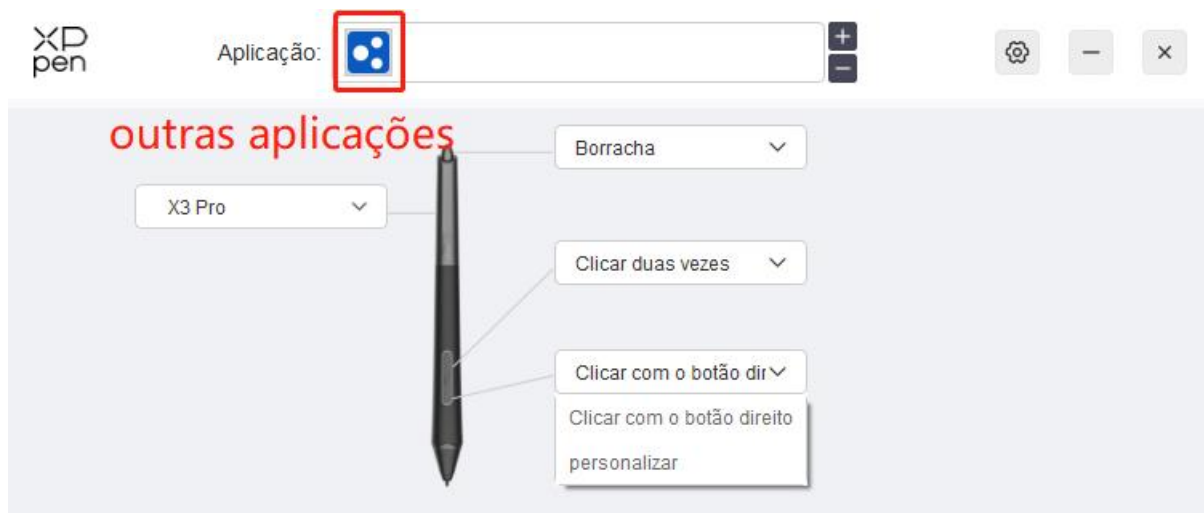 XP
pen
Aplicação:
outras aplicações
Borracha
X3 Pro
Clicar duas vezes
Clicar com o botão dir
Clicar com o botão direito
personalizar